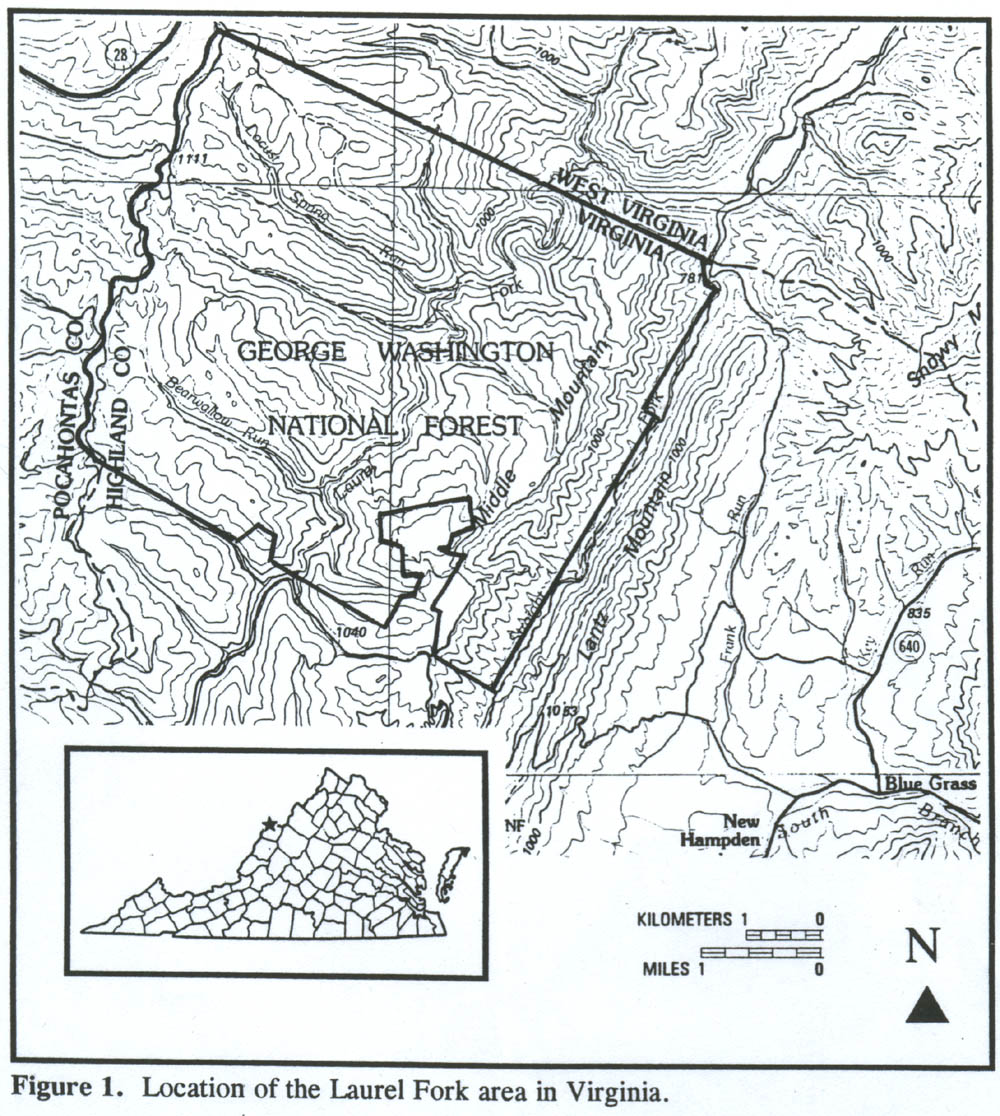 28
1000
Locust
1111
WEST VIRGINIA
VIRGINIA
Spring
1000
Run
1000
781
Fork
POCAHONTAS CO.
HIGHLAND CO
GEORGE WASHINGTON
Mountain
Snowy
M
Bearwallow Run
NATIONAL FOREST
Fork
1000
1000
Laurel
Middle
Mountain
Run
Run
835
640
1040
Straight
Lantz
Frank
Key
1053
Blue Grass
NF
1000
New
Hampden
South
Branch
KILOMETERS 1 0
MILES 1 0
N
Figure 1. Location of the Laurel Fork area in Virginia.